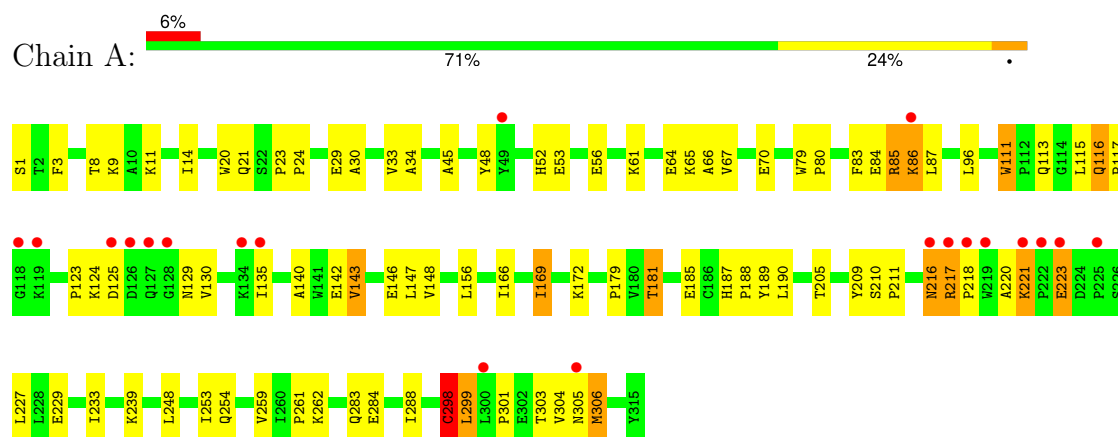 6%
Chain A:
71% 24% •
S1 T2 F3 T8 K9 A10 K11 I14 W20 Q21 S22 P23 P24 E29 A30 V33 A34 A45 Y48 Y49 H52 E53 E56 K61 E64 K65 A66 V67 E70 W79 P80 F83 E84 R85 K86 L87 L96 W111 P112 Q113 G114 L115 Q116
G118 K119 P123 K124 D125 D126 Q127 G128 N129 V130 K134 I135 A140 W141 E142 V143 E146 L147 V148 L156 I166 I169 K172 P179 V180 T181 E185 C186 H187 P188 Y189 L190 T205 Y209 S210 P211 N216 R217 P218 W219 A220 K221 P222 E223 D224 P225
L227 L228 E229 I233 K239 L248 I253 Q254 V259 I260 P261 K262 Q283 E284 I288 C298 L299 L300 P301 E302 T303 V304 N305 M306 Y315